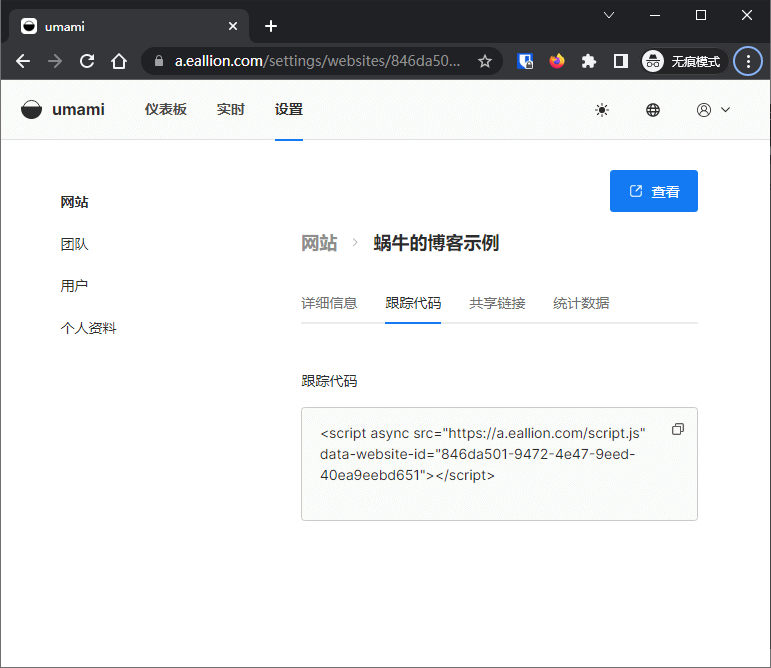 umami
a.eallion.com/settings/websites/846da50...
无痕模式
umami
仪表板
实时
设置
网站
团队
用户
个人资料
查看
网站
蜗牛的博客示例
详细信息
跟踪代码
共享链接
统计数据
跟踪代码
<script async src="https://a.eallion.com/script.js"
data-website-id="846da501-9472-4e47-9eed-
40ea9eebd651"></script>